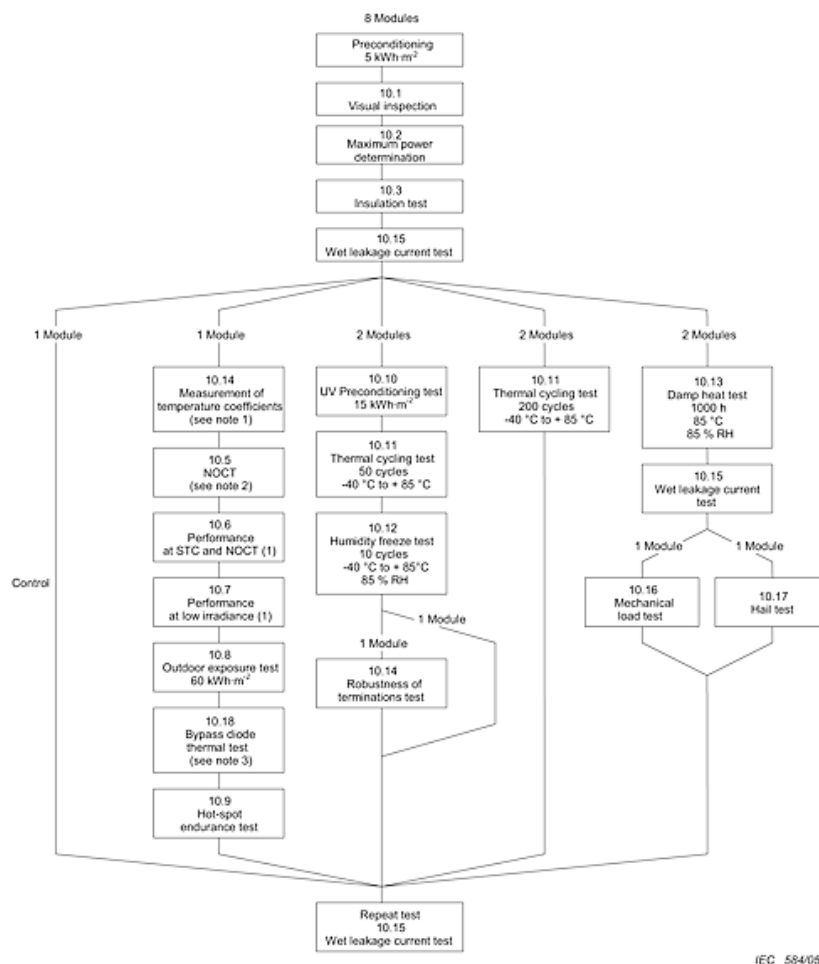 8 Modules
Preconditioning
5 kWh·m⁻²
10.1
Visual inspection
10.2
Maximum power
determination
10.3
Insulation test
10.15
Wet leakage current test
1 Module
1 Module
2 Modules
2 Modules
2 Modules
Control
10.14
Measurement of
temperature coefficients
(see note 1)
10.5
NOCT
(see note 2)
10.6
Performance
at STC and NOCT (1)
10.7
Performance
at low irradiance (1)
10.8
Outdoor exposure test
60 kWh·m⁻²
10.18
Bypass diode
thermal test
(see note 3)
10.9
Hot-spot
endurance test
10.10
UV Preconditioning test
15 kWh·m⁻²
10.11
Thermal cycling test
50 cycles
-40 °C to + 85 °C
10.12
Humidity freeze test
10 cycles
-40 °C to + 85°C
85 % RH
1 Module
1 Module
10.14
Robustness of
terminations test
10.11
Thermal cycling test
200 cycles
-40 °C to + 85 °C
10.13
Damp heat test
1000 h
85 °C
85 % RH
10.15
Wet leakage current
test
1 Module
1 Module
10.16
Mechanical
load test
10.17
Hail test
Repeat test
10.15
Wet leakage current test
IEC 584/05